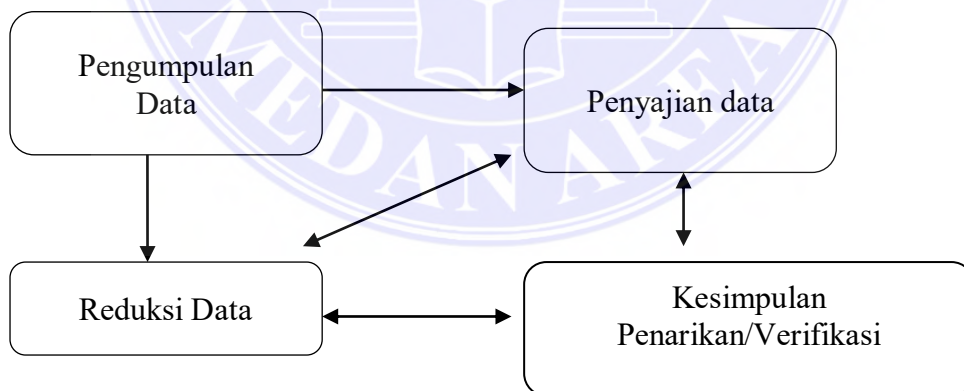 Pengumpulan
Data
Penyajian data
MEDAN AREA
Reduksi Data
Kesimpulan
Penarikan/Verifikasi